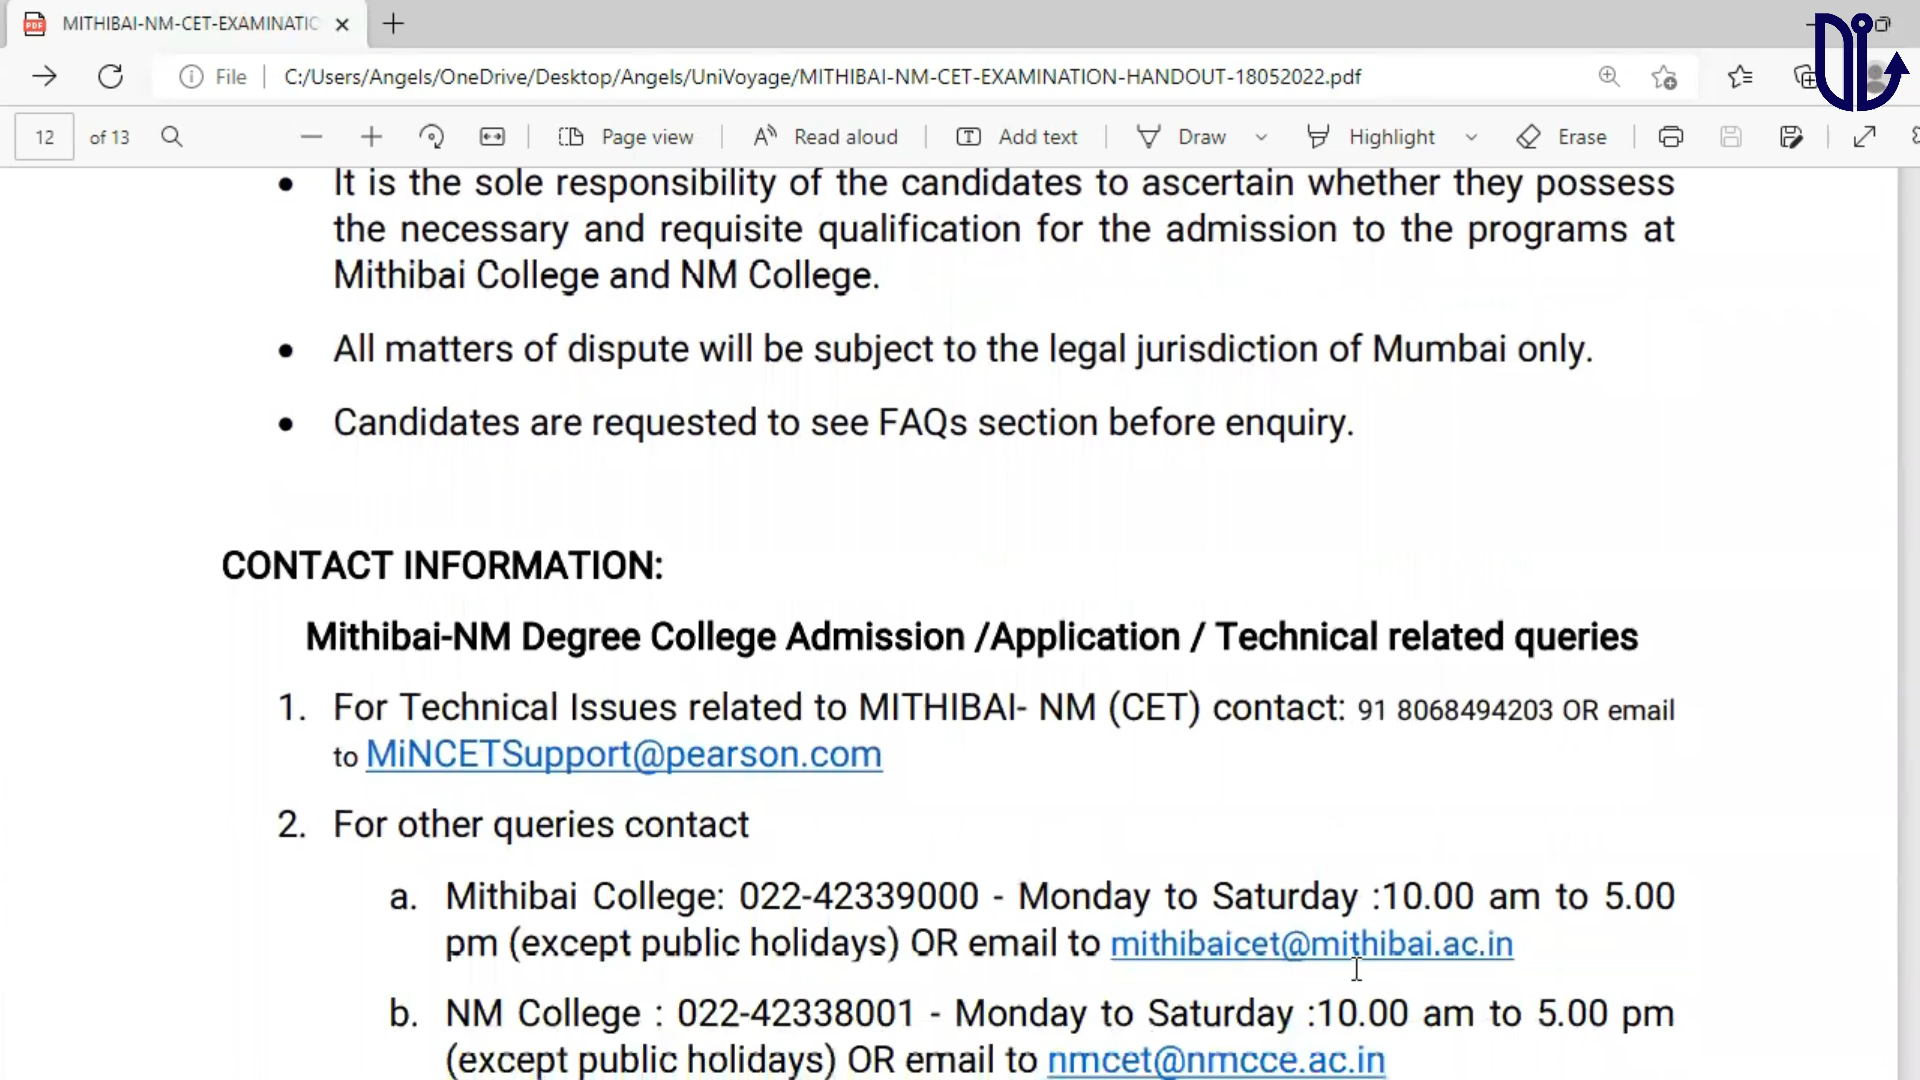 MITHIBAI-NM-CET-EXAMINATIO
File
C:/Users/Angels/OneDrive/Desktop/Angels/UniVoyage/MITHIBAI-NM-CET-EXAMINATION-HANDOUT-18052022.pdf
12 of 13 Page view Read aloud Add text Draw Highlight Erase
• It is the sole responsibility of the candidates to ascertain whether they possess
the necessary and requisite qualification for the admission to the programs at
Mithibai College and NM College.
• All matters of dispute will be subject to the legal jurisdiction of Mumbai only.
• Candidates are requested to see FAQs section before enquiry.
CONTACT INFORMATION:
Mithibai-NM Degree College Admission /Application / Technical related queries
1. For Technical Issues related to MITHIBAI- NM (CET) contact: 91 8068494203 OR email
to MiNCETSupport@pearson.com
2. For other queries contact
a. Mithibai College: 022-42339000 - Monday to Saturday :10.00 am to 5.00
pm (except public holidays) OR email to mithibaicet@mithibai.ac.in
b. NM College : 022-42338001 - Monday to Saturday :10.00 am to 5.00 pm
(except public holidays) OR email to nmcet@nmcce.ac.in